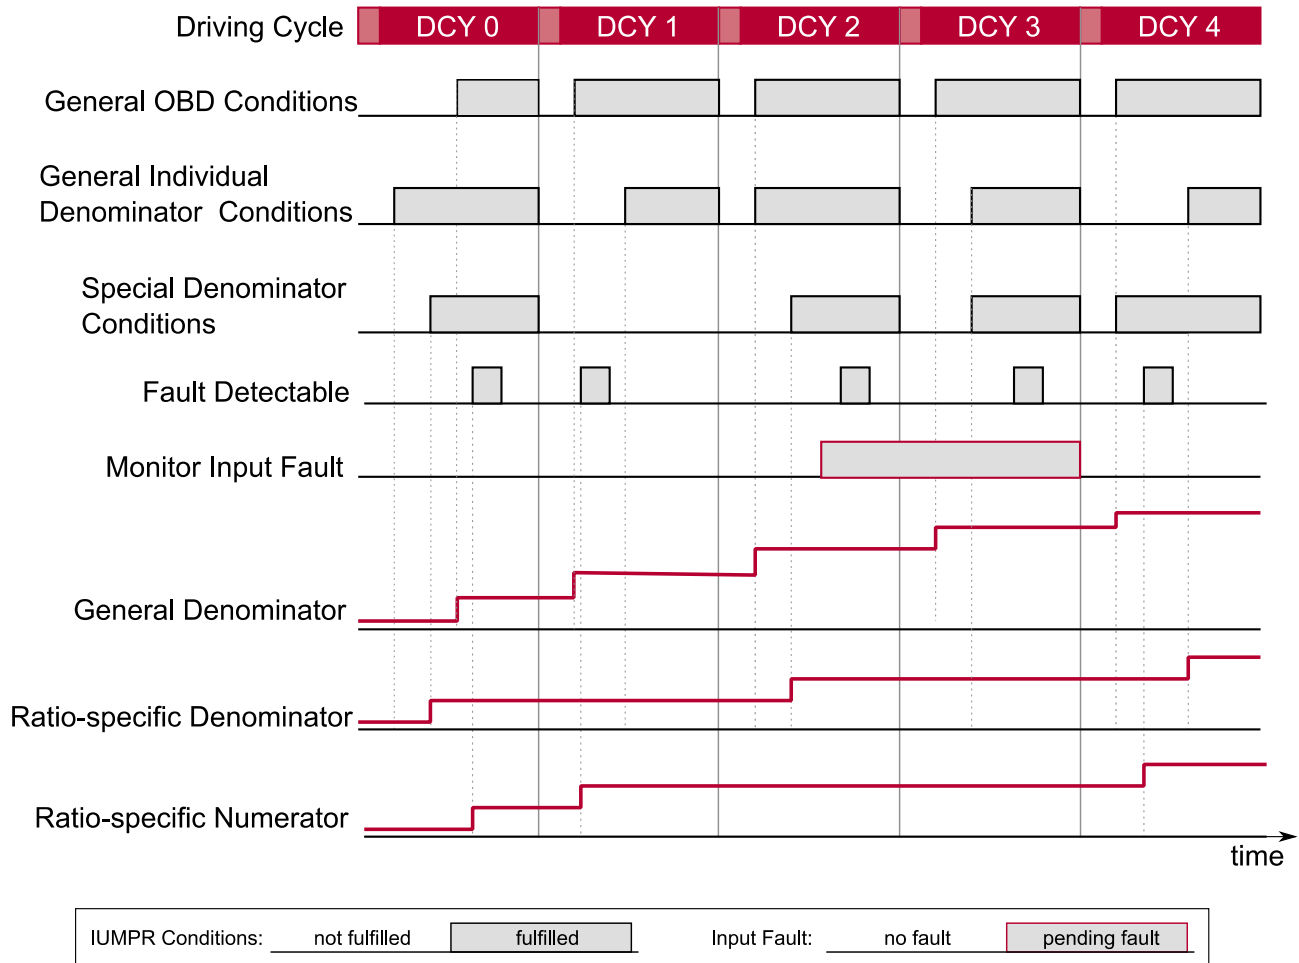 Driving Cycle DCY 0 DCY 1 DCY 2 DCY 3 DCY 4
General OBD Conditions
General Individual
Denominator Conditions
Special Denominator
Conditions
Fault Detectable
Monitor Input Fault
General Denominator
Ratio-specific Denominator
Ratio-specific Numerator
time
IUMPR Conditions: not fulfilled fulfilled Input Fault: no fault pending fault